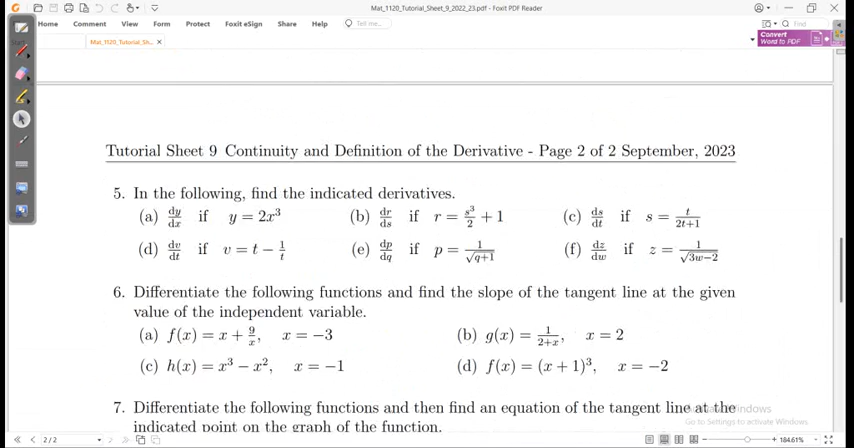 Mat_1120_Tutorial_Sheet_9_2022_23.pdf - Foxit PDF Reader
Home Comment View Form Protect Foxit eSign Share Help Tell me... Find
Mat_1120_Tutorial_Sh... ×
Convert
Word to PDF
Tutorial Sheet 9 Continuity and Definition of the Derivative - Page 2 of 2 September, 2023
5. In the following, find the indicated derivatives.
(a) dy/dx if y = 2x³ (b) dr/ds if r = s³/2 + 1 (c) ds/dt if s = t/(2t+1)
(d) dv/dt if v = t − 1/t (e) dp/dq if p = 1/√(q+1) (f) dz/dw if z = 1/√(3w−2)
6. Differentiate the following functions and find the slope of the tangent line at the given
value of the independent variable.
(a) f(x) = x + 9/x, x = −3 (b) g(x) = 1/(2+x), x = 2
(c) h(x) = x³ − x², x = −1 (d) f(x) = (x + 1)³, x = −2
7. Differentiate the following functions and then find an equation of the tangent line at the
indicated point on the graph of the function.
Go to Settings to activate Windows.
2 / 2 184.61%